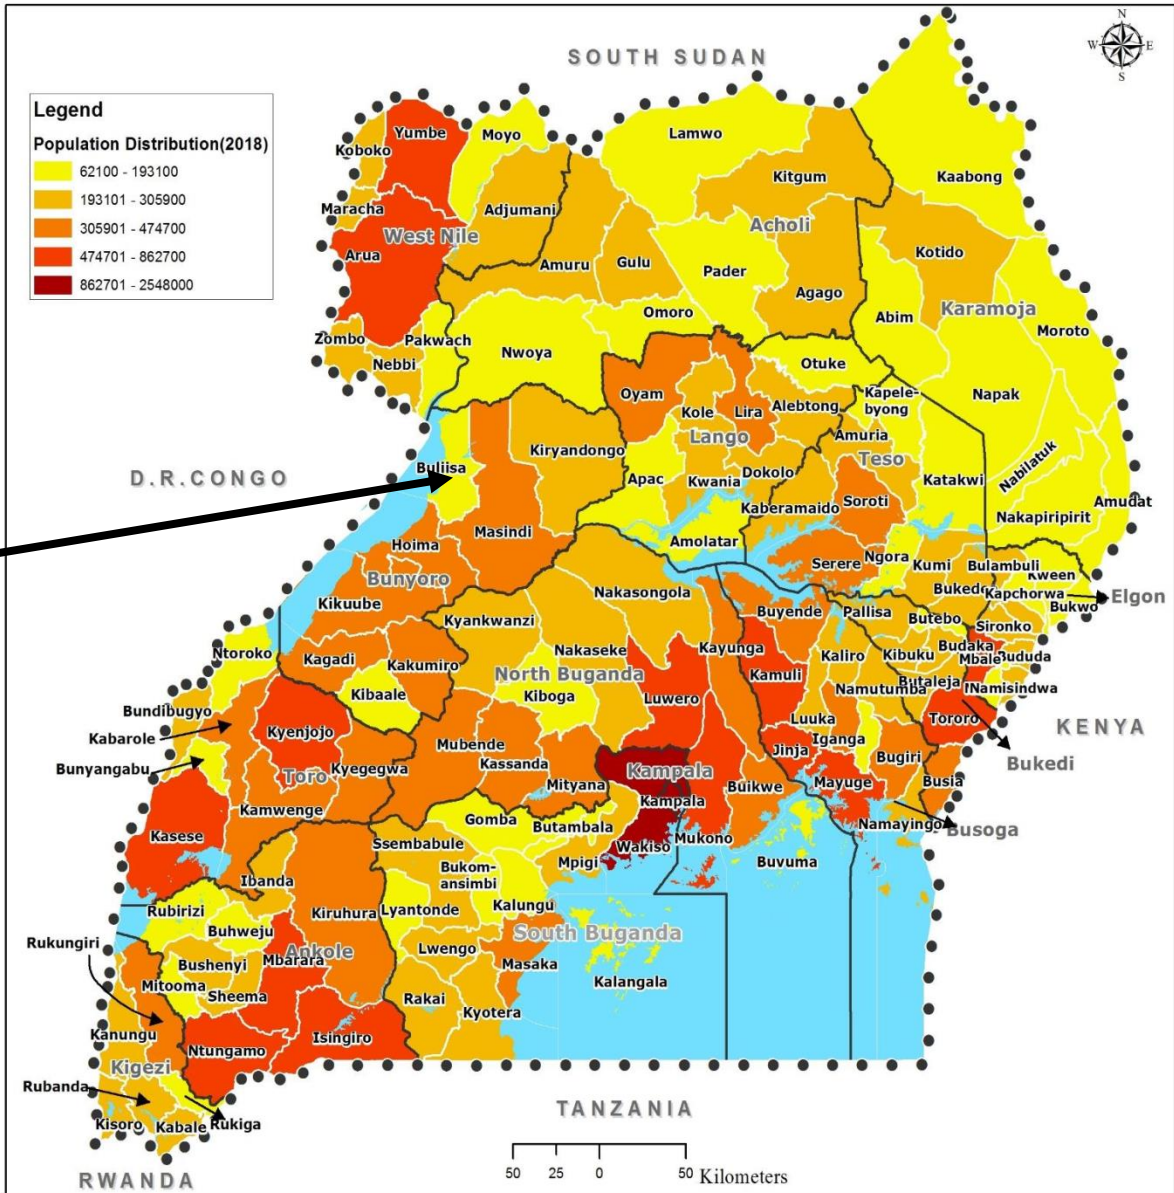 N
W E
S
SOUTH SUDAN
Legend
Population Distribution(2018)
62100 - 193100
193101 - 305900
305901 - 474700
474701 - 862700
862701 - 2548000
Yumbe
Moyo
Koboko
Lamwo
Kaabong
Kitgum
Maracha
Adjumani
West Nile
Acholi
Arua
Amuru
Gulu
Pader
Kotido
Agago
Karamoja
Omoro
Abim
Moroto
Zombo
Pakwach
Nebbi
Nwoya
Otuke
Oyam
Kapele-
byong
Napak
Kole
Lira
Alebtong
Lango
Amuria
Teso
Kiryandongo
D.R.CONGO
Buliisa
Apac
Kwania
Dokolo
Katakwi
Nabilatuk
Soroti
Amudat
Kaberamaido
Nakapiripirit
Masindi
Hoima
Amolatar
Serere
Ngora
Kumi
Bulambuli
Kween
Bunyoro
Bukede
Kapchorwa
Elgon
Nakasongola
Kikuube
Buyende
Pallisa
Bukwo
Kyankwanzi
Butebo
Sironko
Ntoroko
Nakaseke
Kayunga
Kaliro
Kibuku
Budaka
Mbale
Bududa
Kagadi
Kakumiro
North Buganda
Kamuli
Butaleja
Kibaale
Kiboga
Luwero
Namutumba
Namisindwa
Bundibugyo
Kabarole
Kyenjojo
Luuka
Tororo
KENYA
Mubende
Iganga
Kyegegwa
Kassanda
Jinja
Bugiri
Bunyangabu
Toro
Mityana
Kampala
Bukedi
Mayuge
Busia
Kamwenge
Kampala
Buikwe
Gomba
Butambala
Namayingo
Busoga
Kasese
Ssembabule
Wakiso
Mukono
Bukom-
ansimbi
Mpigi
Buvuma
Ibanda
Rubirizi
Kiruhura
Lyantonde
Kalungu
Buhweju
South Buganda
Rukungiri
Ankole
Lwengo
Mbarara
Bushenyi
Masaka
Mitooma
Sheema
Kalangala
Rakai
Kyotera
Kanungu
Isingiro
Ntungamo
Kigezi
Rubanda
TANZANIA
Kisoro
Kabale
Rukiga
50 25 0 50 Kilometers
RWANDA